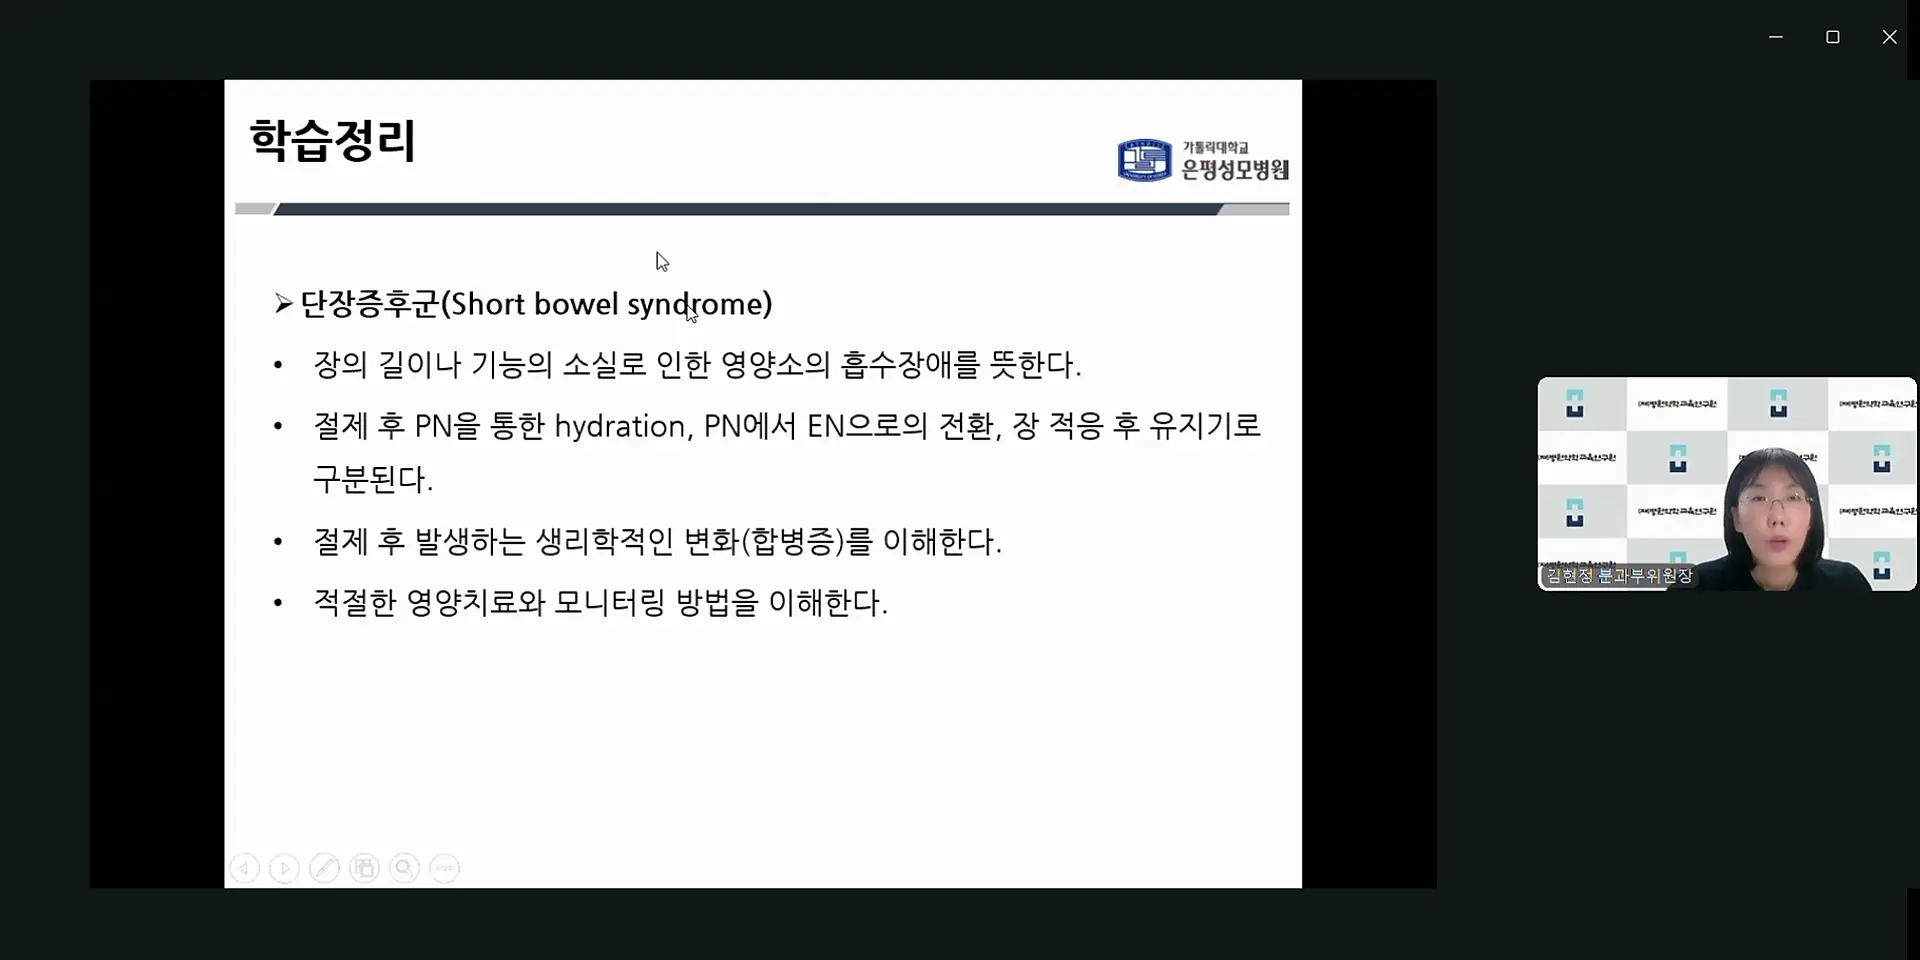 학습정리
가톨릭대학교
은평성모병원
➢ 단장증후군(Short bowel syndrome)
• 장의 길이나 기능의 소실로 인한 영양소의 흡수장애를 뜻한다.
• 절제 후 PN을 통한 hydration, PN에서 EN으로의 전환, 장 적응 후 유지기로
구분된다.
• 절제 후 발생하는 생리학적인 변화(합병증)를 이해한다.
• 적절한 영양치료와 모니터링 방법을 이해한다.
김현정 분과부위원장